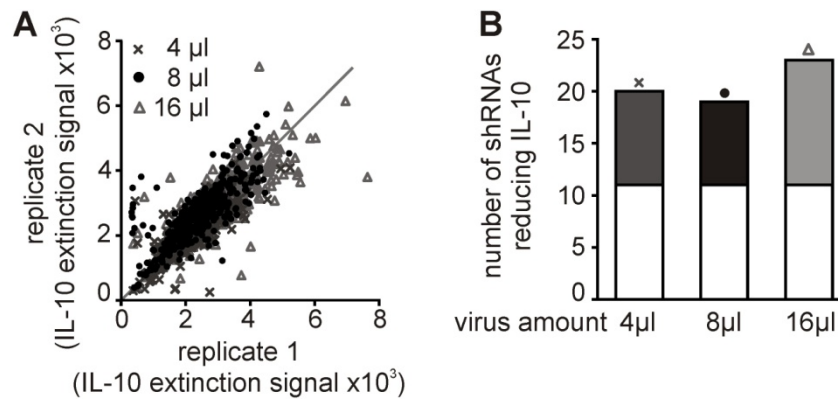 A
8
6
4
2
0
× 4 µl
● 8 µl
△ 16 µl
replicate 2
(IL-10 extinction signal x10³)
0 2 4 6 8
replicate 1
(IL-10 extinction signal x10³)
B
25
20
15
10
5
0
number of shRNAs
reducing IL-10
virus amount 4µl 8µl 16µl